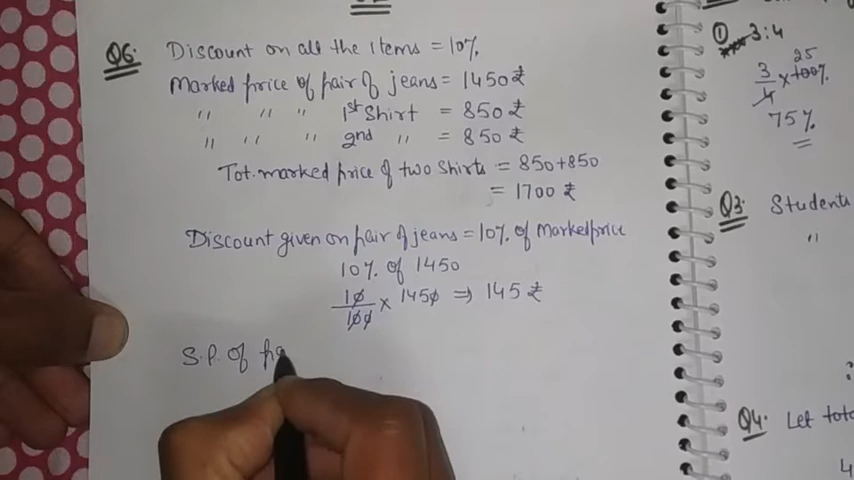 Q6. Discount on all the items = 10%
Marked price of pair of jeans = 1450 ₹
" " " 1st Shirt = 850 ₹
" " " 2nd " = 850 ₹
Tot. marked price of two shirts = 850+850
= 1700 ₹
Discount given on pair of jeans = 10% of Marked price
10% of 1450
10/100 × 1450 ⇒ 145 ₹
S.P. of pa
① 3:4
25
3/4 × 100%
75%
Q3. Students
"
Q4. Let tota
4